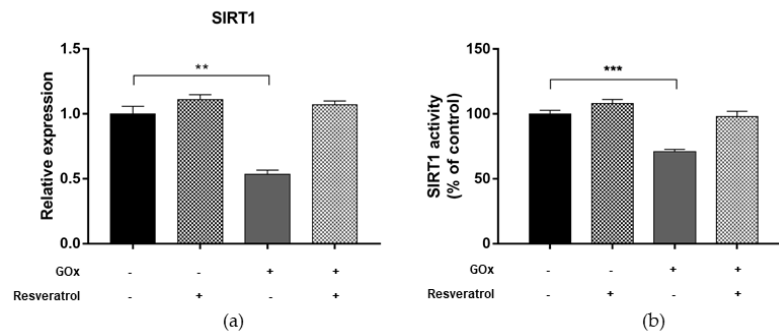 SIRT1
**
Relative expression
1.5
1.0
0.5
0.0
GOx - - + +
Resveratrol - + - +
(a)
***
SIRT1 activity
(% of control)
150
100
50
0
GOx - - + +
Resveratrol - + - +
(b)